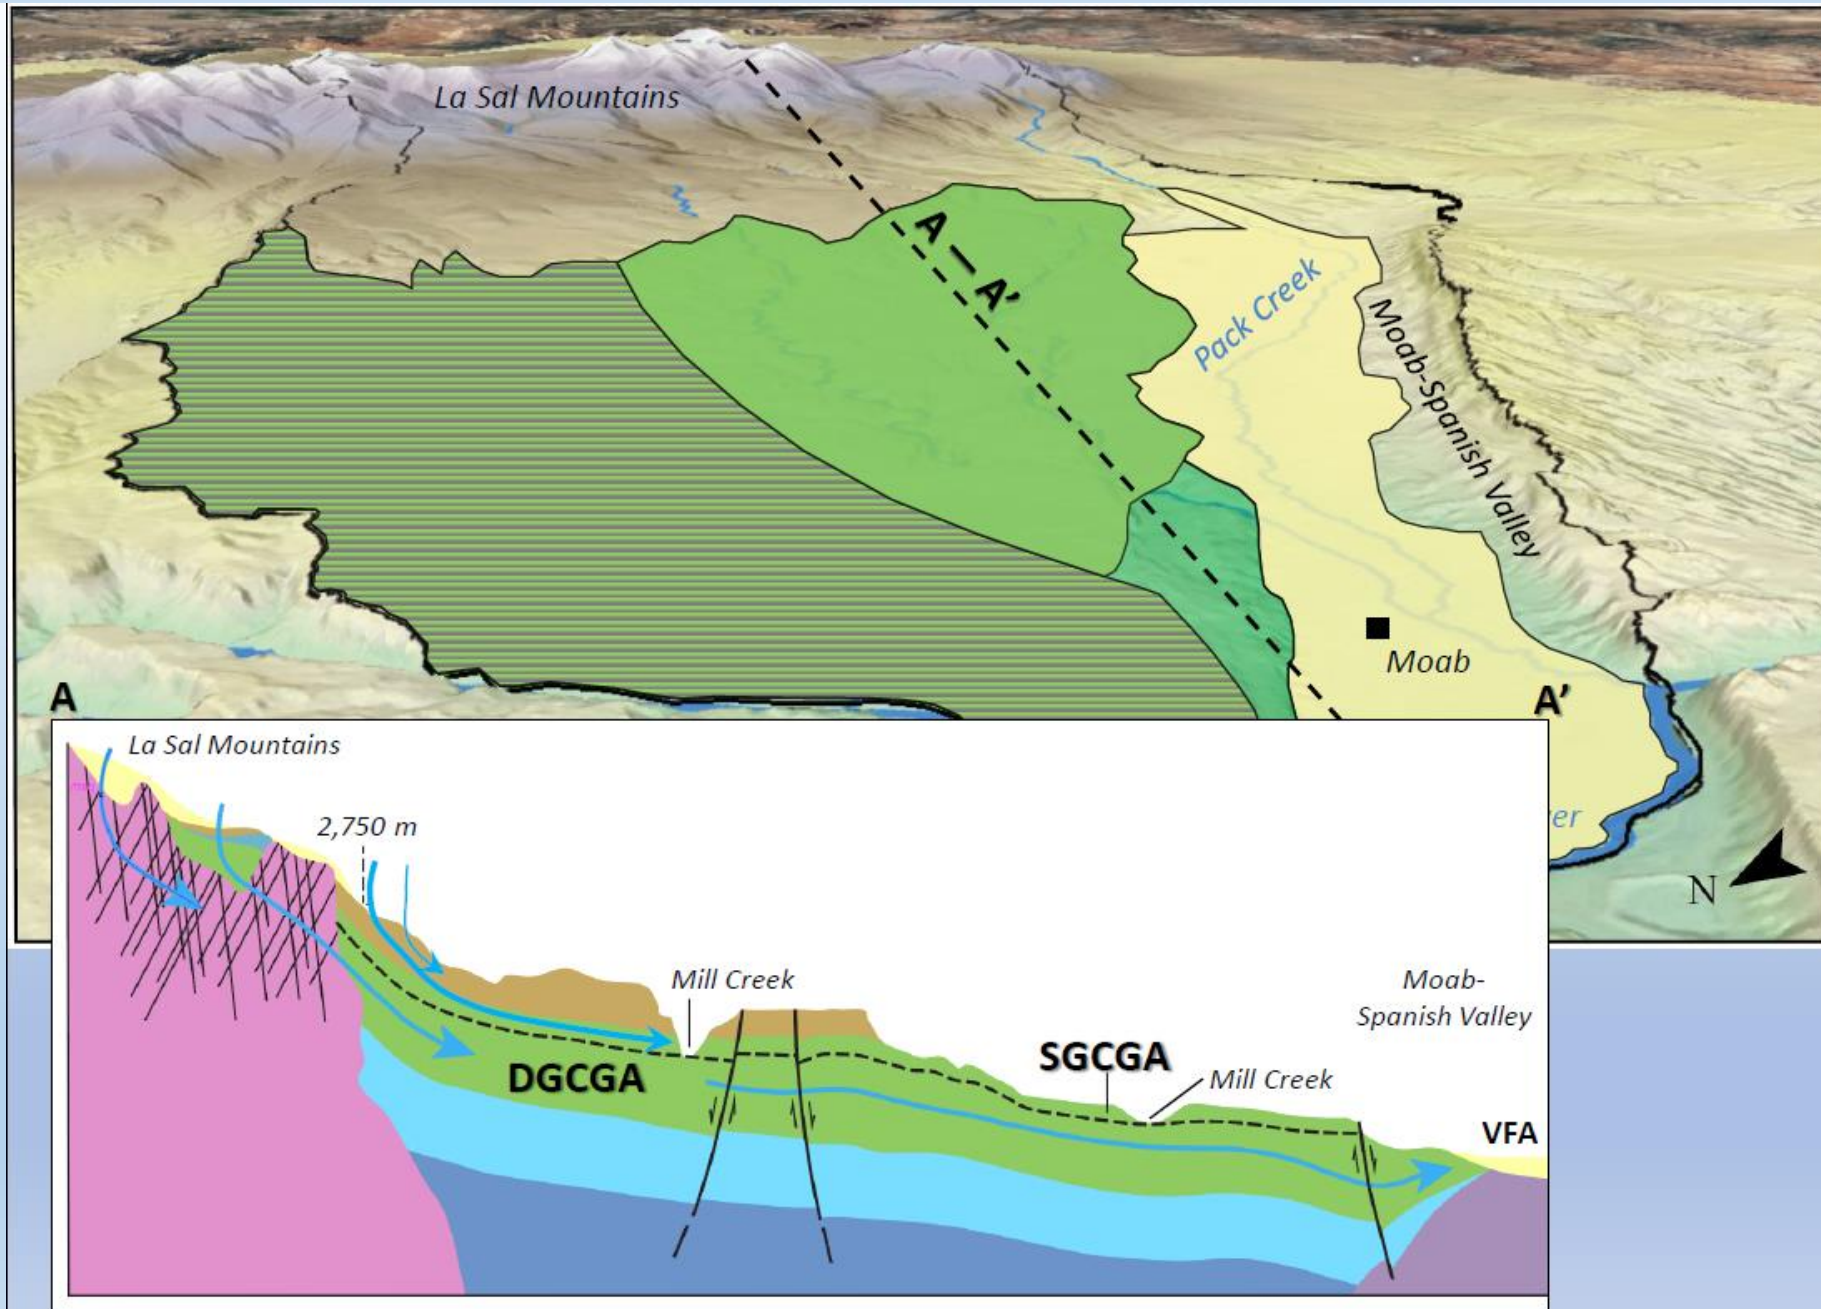 La Sal Mountains
A — A’
Pack Creek
Moab-Spanish Valley
Moab
A
A’
N
La Sal Mountains
2,750 m
Mill Creek
Moab-
Spanish Valley
DGCGA
SGCGA
Mill Creek
VFA